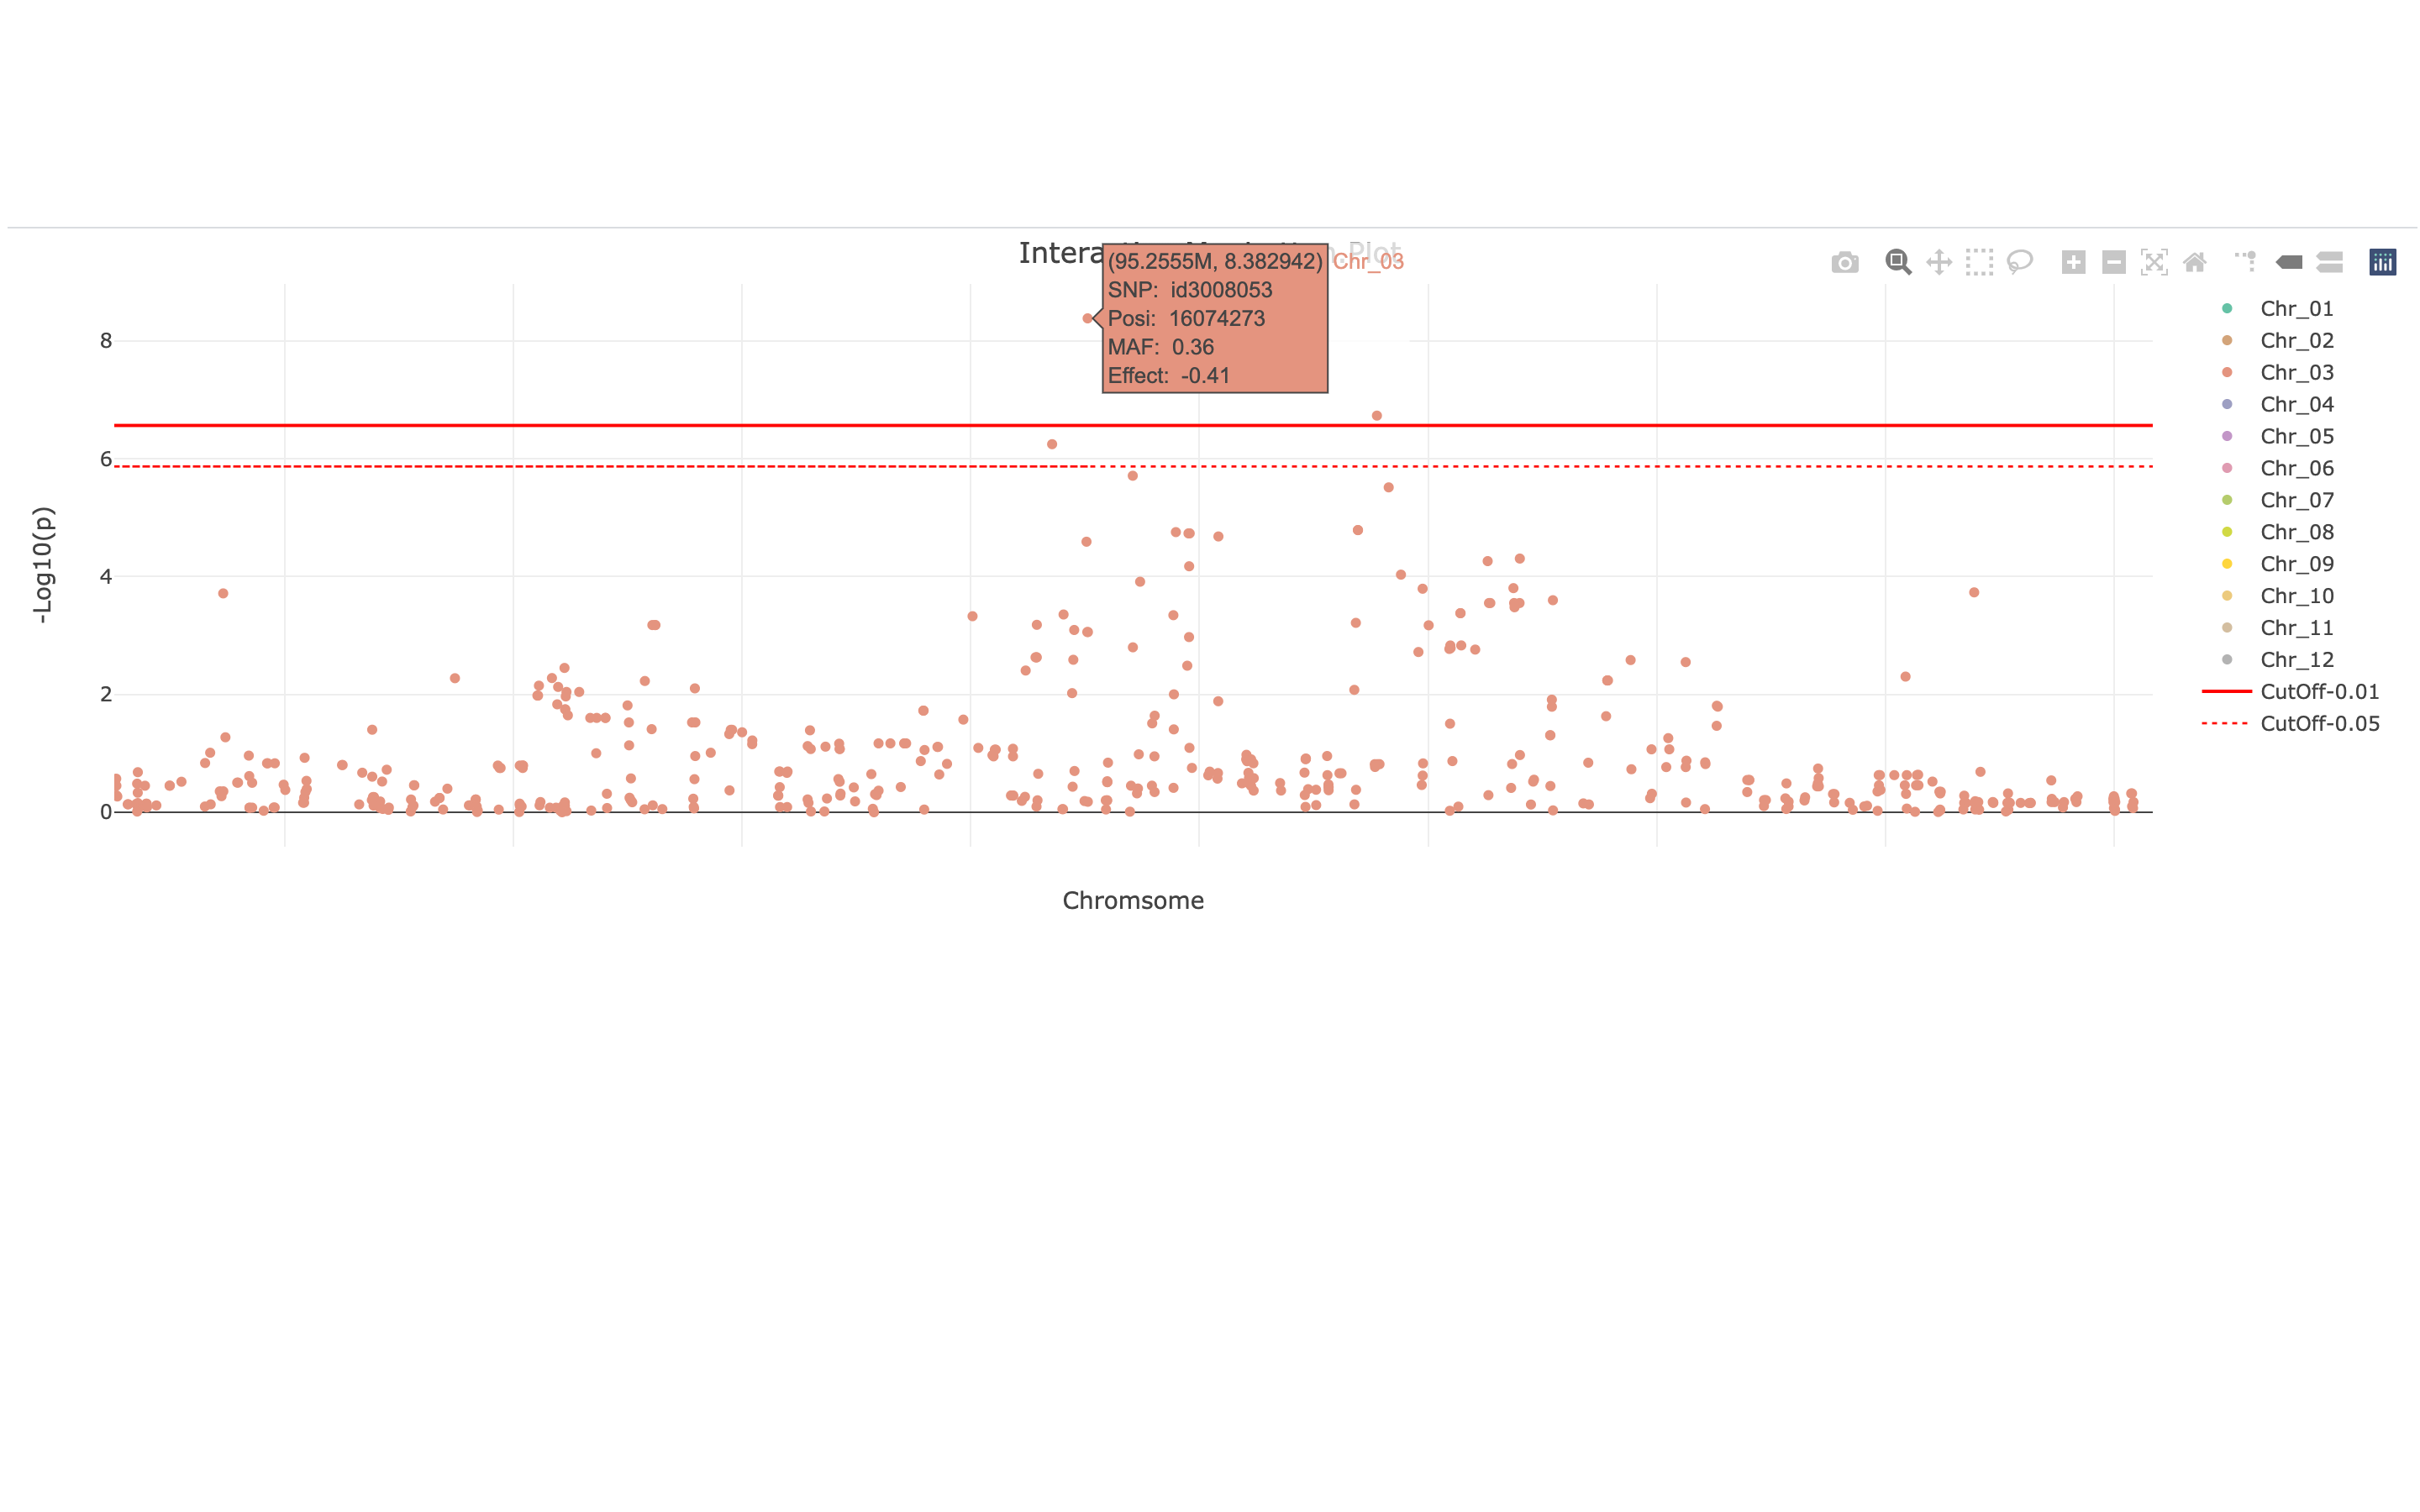 Intera
Plot
(95.2555M, 8.382942) Chr_03
SNP: id3008053
Posi: 16074273
MAF: 0.36
Effect: -0.41
8
6
4
2
0
-Log10(p)
Chromsome
Chr_01
Chr_02
Chr_03
Chr_04
Chr_05
Chr_06
Chr_07
Chr_08
Chr_09
Chr_10
Chr_11
Chr_12
CutOff-0.01
CutOff-0.05